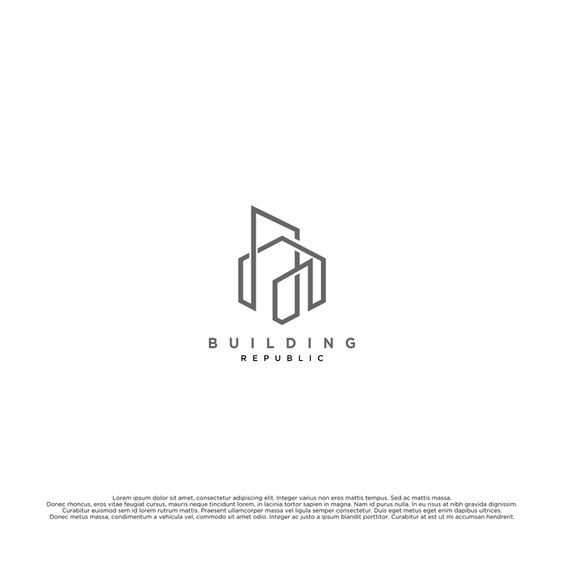 BUILDING
REPUBLIC
Lorem ipsum dolor sit amet, consectetur adipiscing elit. Integer varius non eros mattis tempus. Sed ac mattis massa.
Donec rhoncus, eros vitae feugiat cursus, mauris neque tincidunt lorem, in lacinia tortor sapien in magna. Nam id purus nulla. In eu risus at nibh gravida dignissim.
Curabitur euismod sem id rutrum mattis. Praesent ullamcorper massa vel ligula semper consectetur. Duis eget enim eget enim dapibus ultrices.
Donec metus massa, condimentum a vehicula vel, commodo sit amet odio. Integer ac justo in ipsum blandit porttitor. Curabitur at est ut mi accumsan hendrerit.